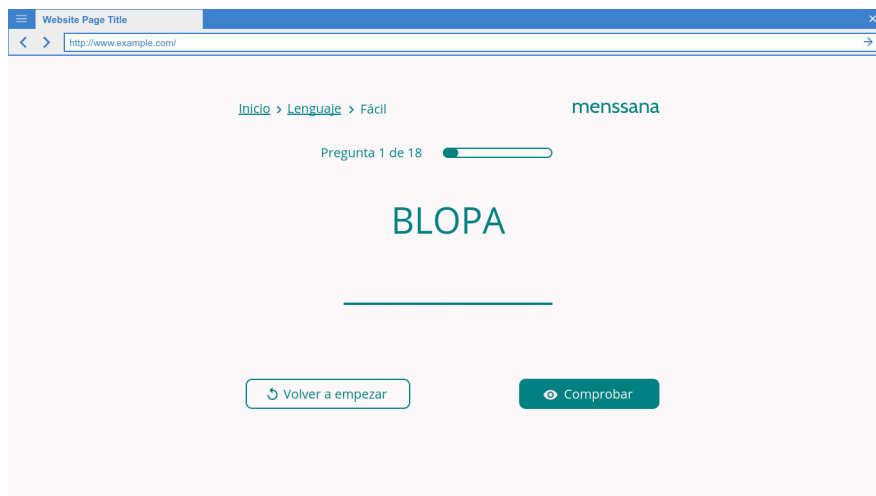 Website Page Title
http://www.example.com/
Inicio > Lenguaje > Fácil
menssana
Pregunta 1 de 18
BLOPA
Volver a empezar
Comprobar